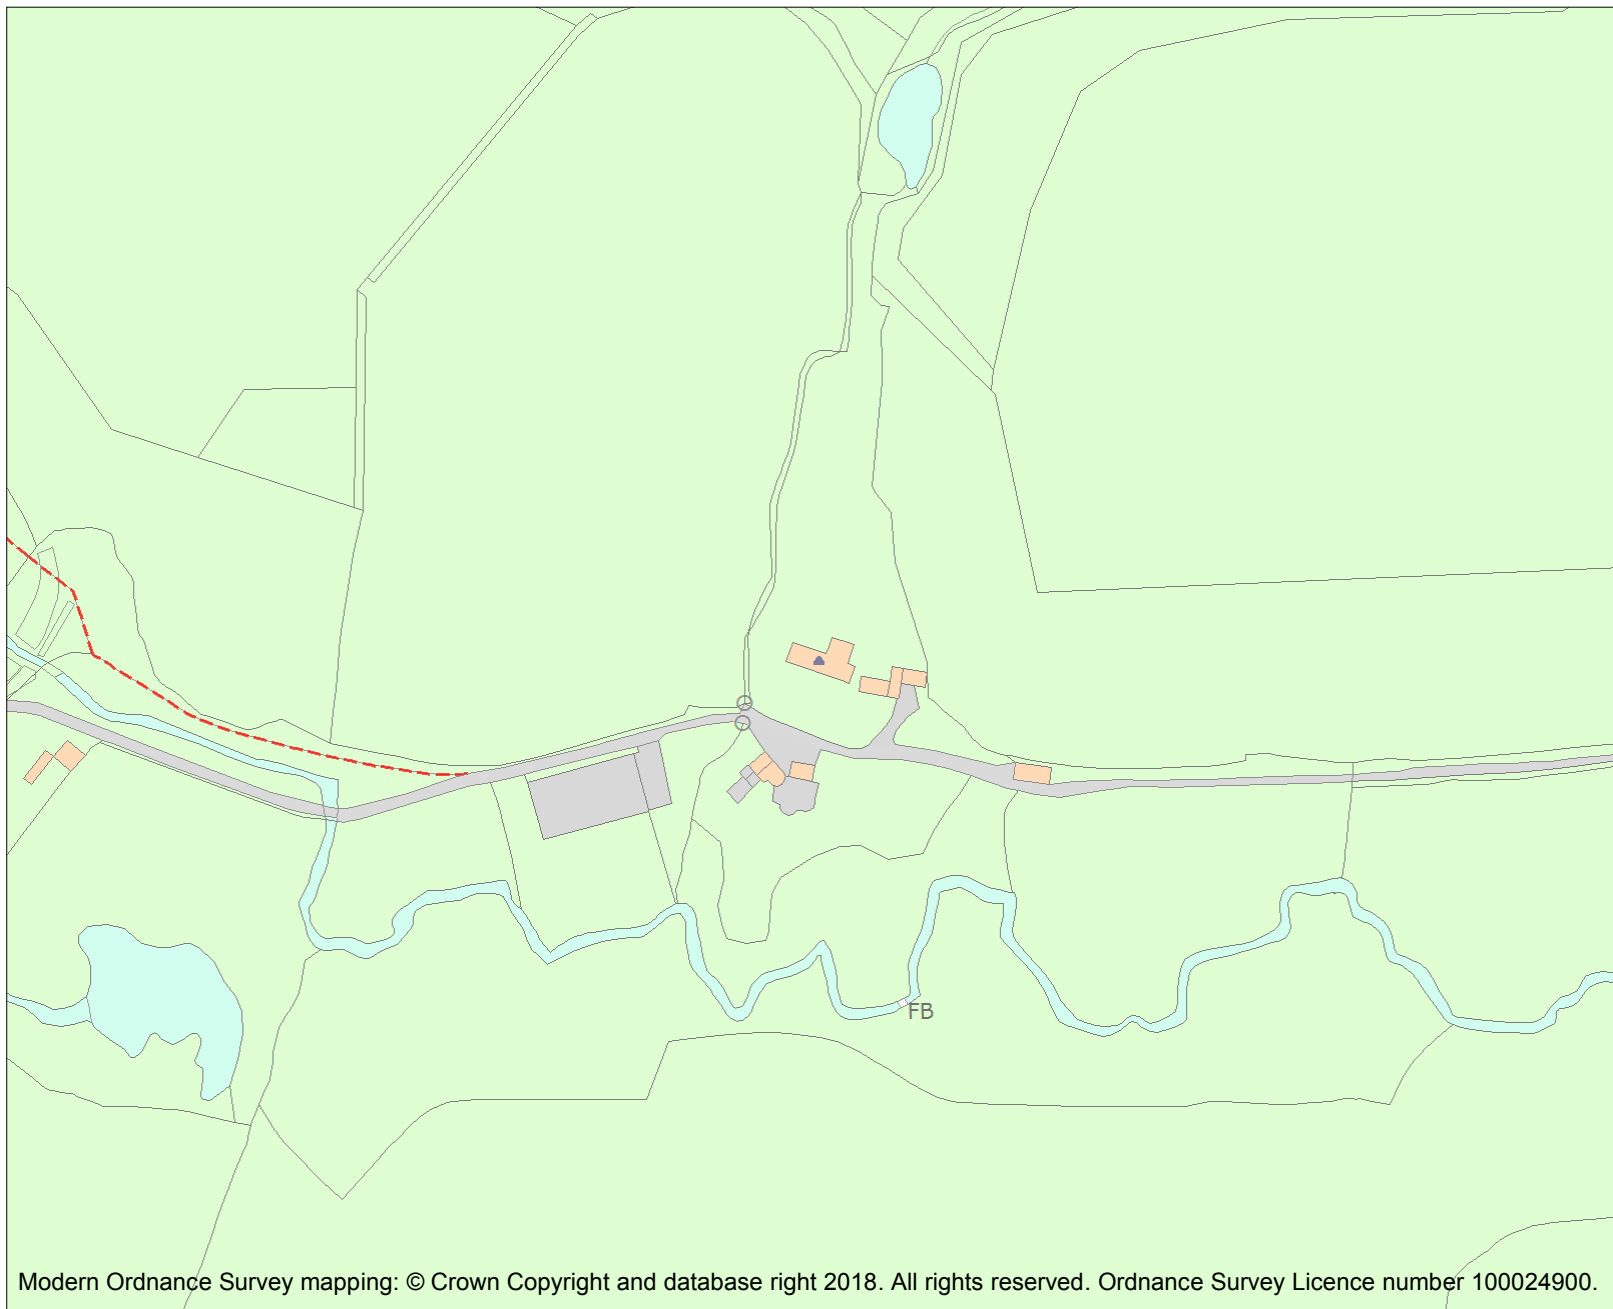 FB
Modern Ordnance Survey mapping: © Crown Copyright and database right 2018. All rights reserved. Ordnance Survey Licence number 100024900.